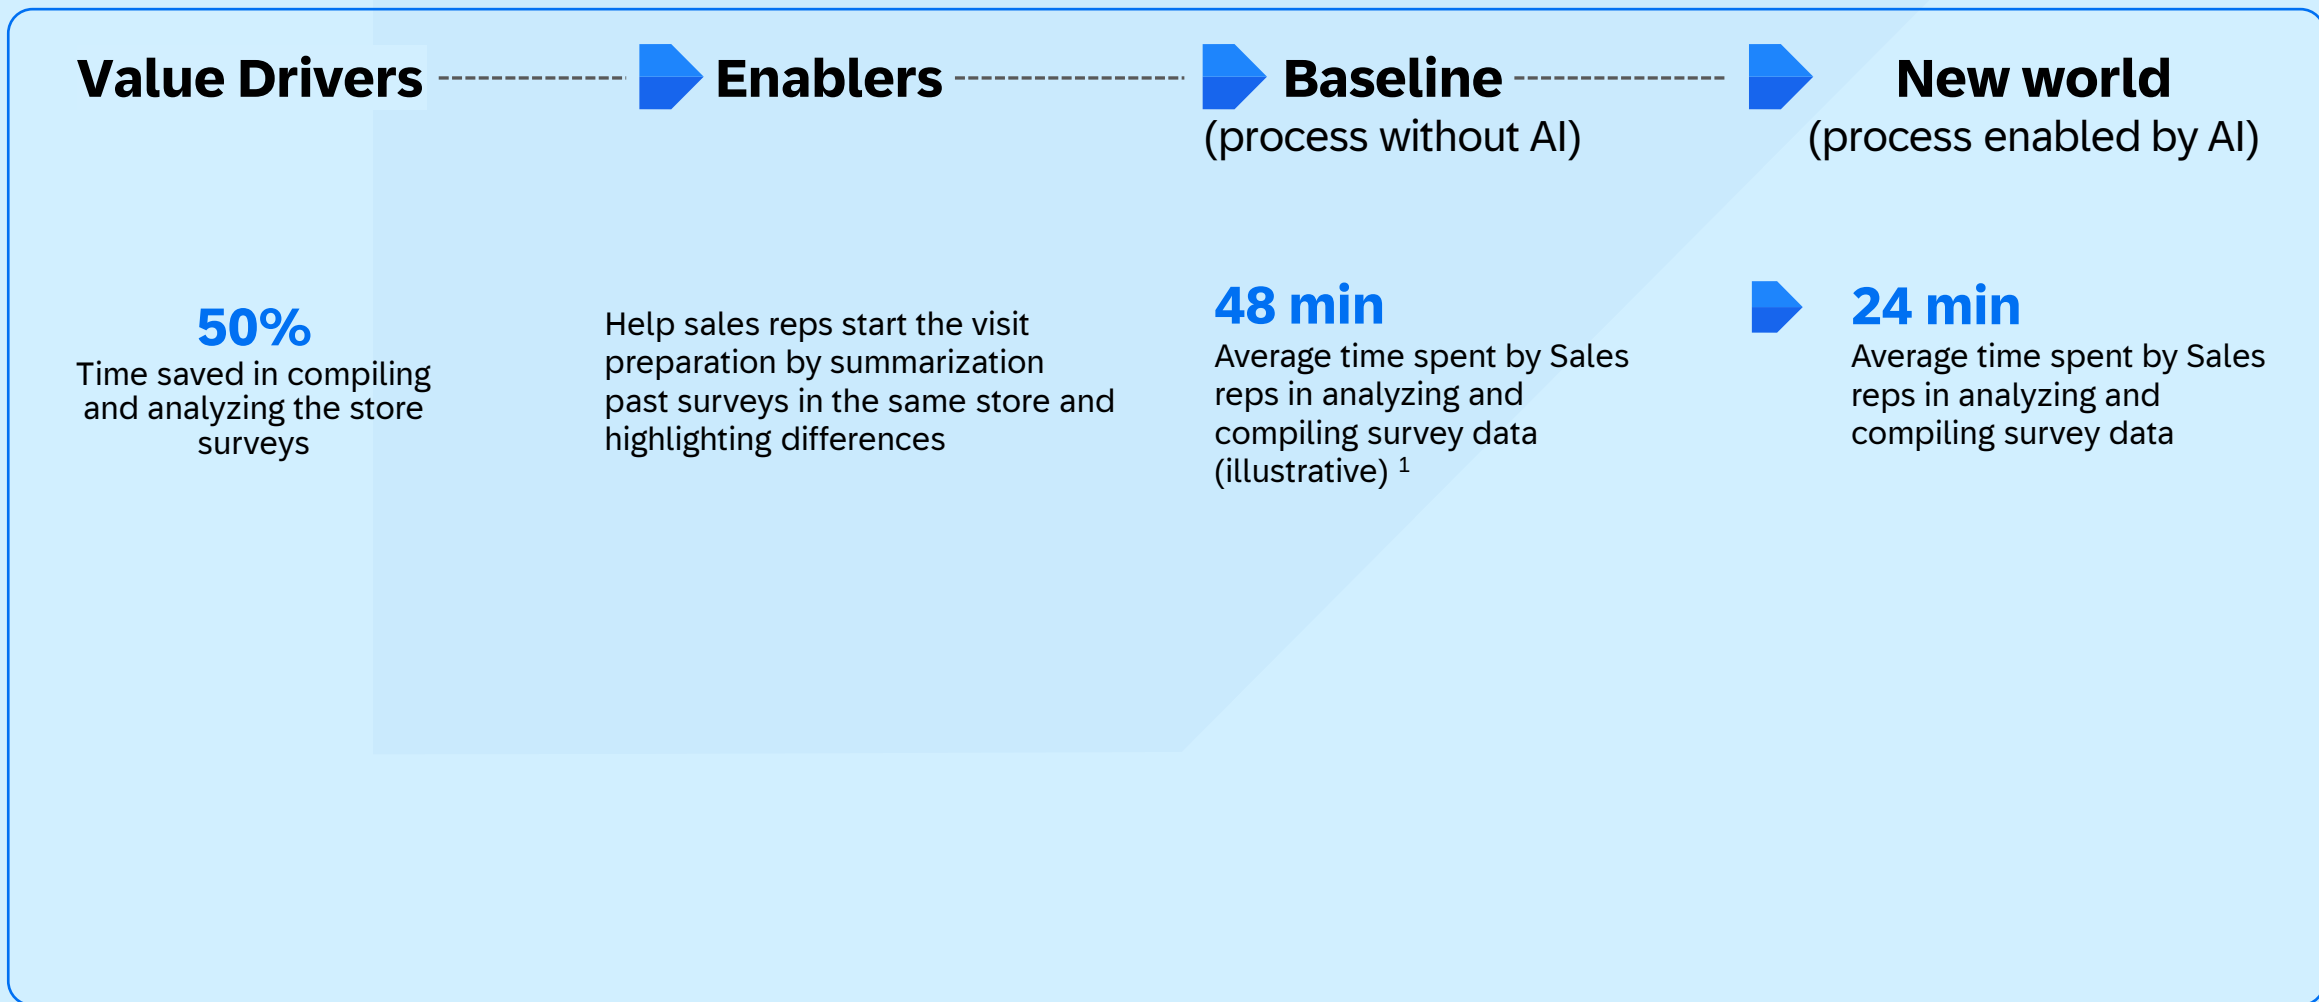 Value Drivers
Enablers
Baseline
(process without AI)
New world
(process enabled by AI)
50%
Time saved in compiling
and analyzing the store
surveys
Help sales reps start the visit
preparation by summarization
past surveys in the same store and
highlighting differences
48 min
Average time spent by Sales
reps in analyzing and
compiling survey data
(illustrative) 1
24 min
Average time spent by Sales
reps in analyzing and
compiling survey data